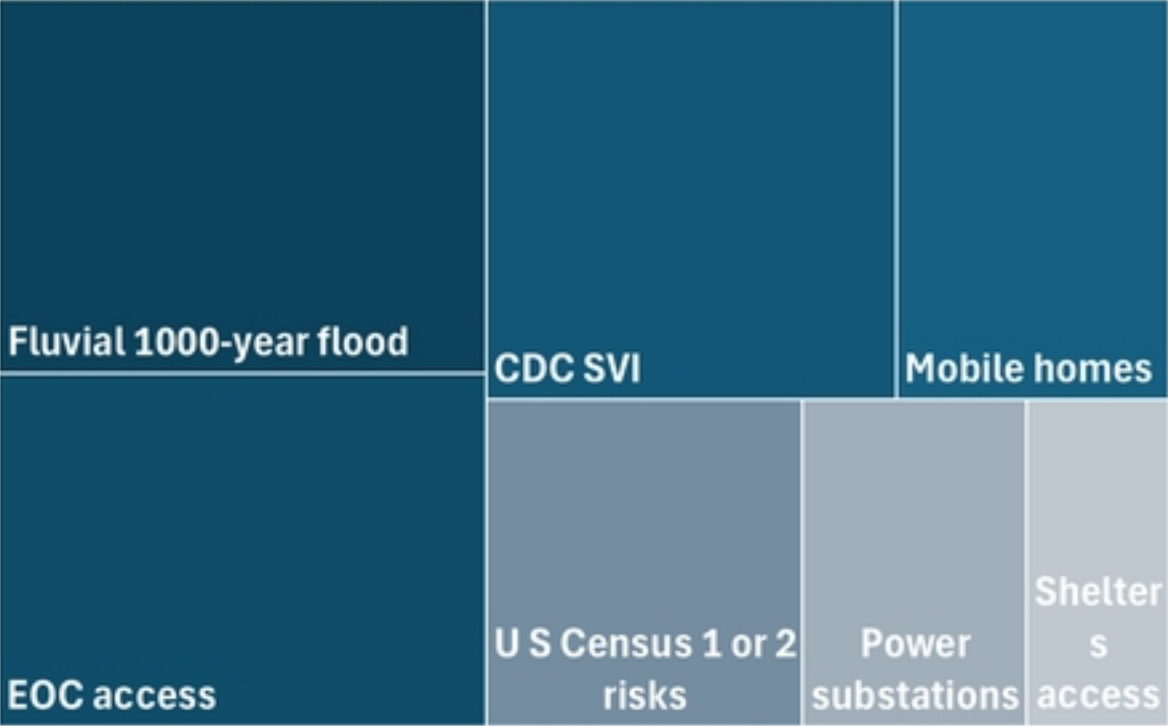 Fluvial 1000-year flood
EOC access
CDC SVI
Mobile homes
U S Census 1 or 2
risks
Power
substations
Shelter
s
access